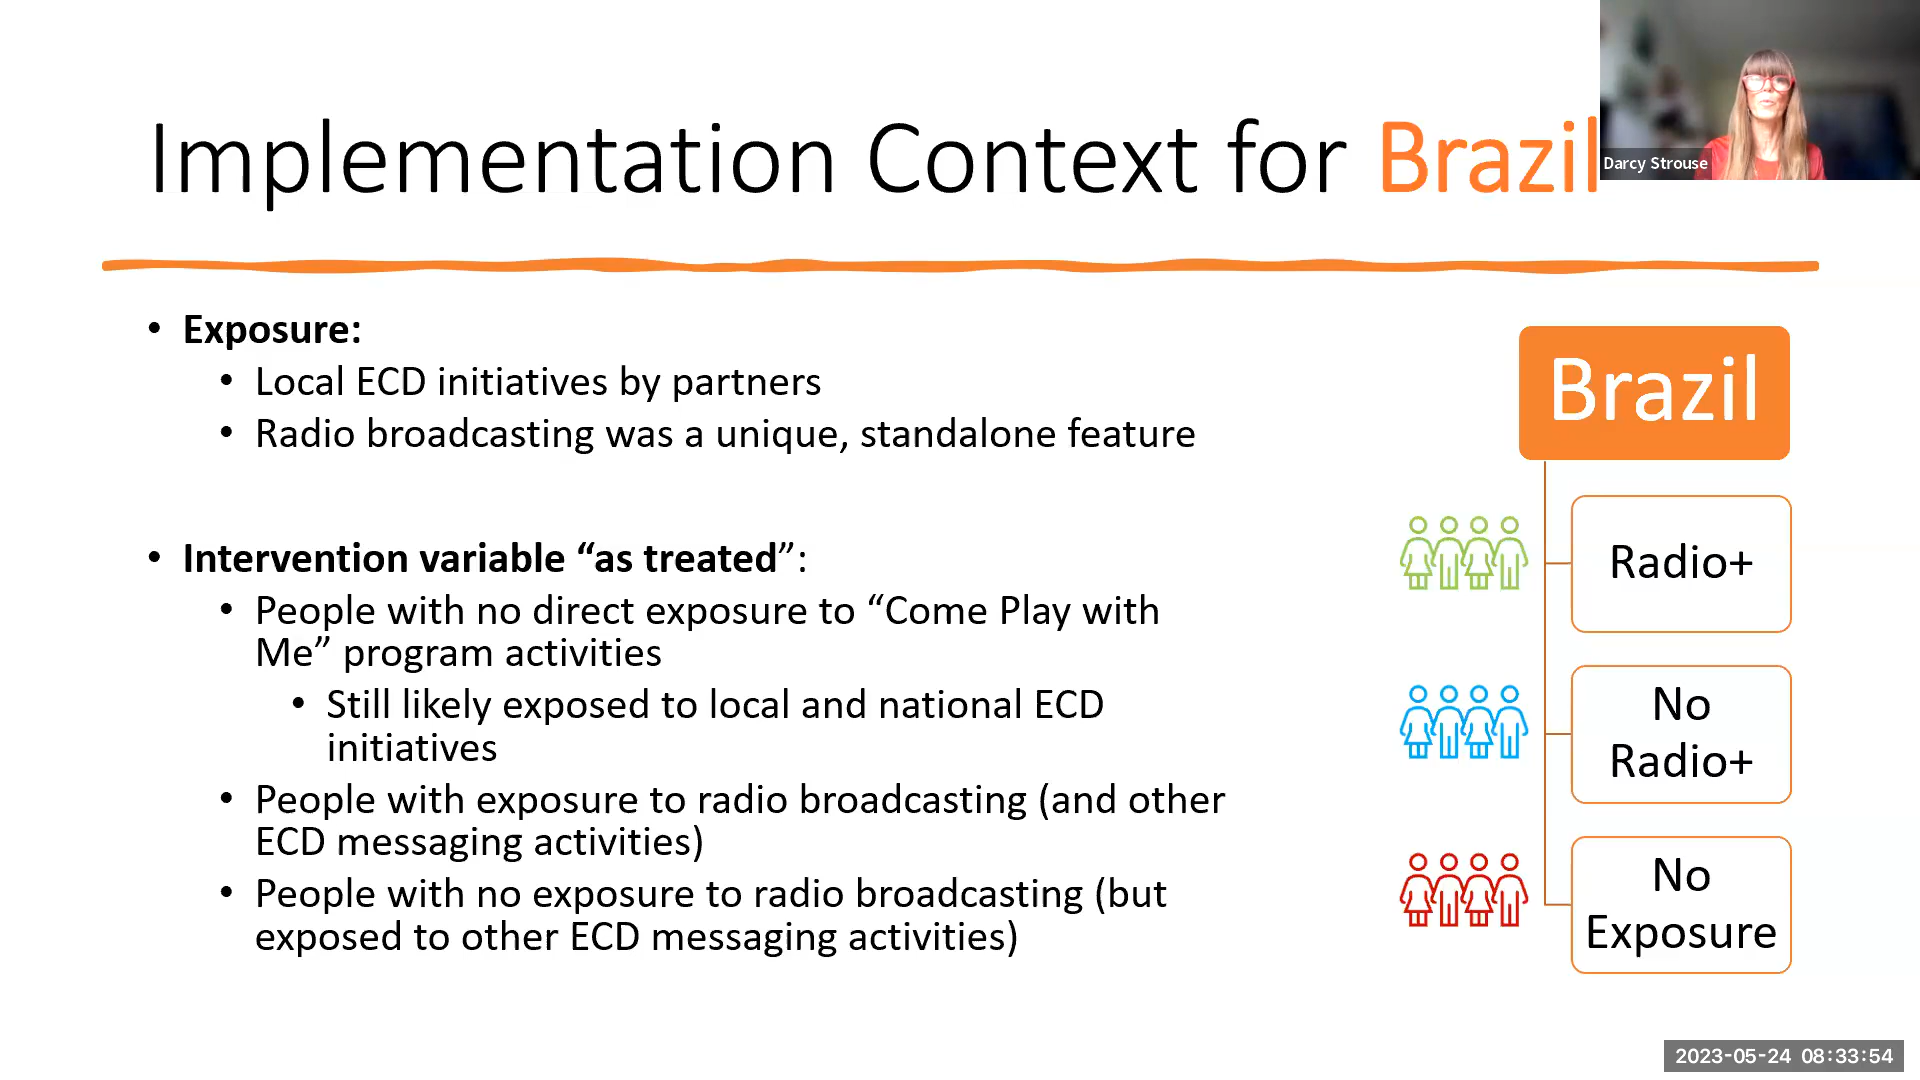 Implementation Context for Brazil
Darcy Strouse
• Exposure:
• Local ECD initiatives by partners
• Radio broadcasting was a unique, standalone feature
• Intervention variable “as treated”:
• People with no direct exposure to “Come Play with
Me” program activities
• Still likely exposed to local and national ECD
initiatives
• People with exposure to radio broadcasting (and other
ECD messaging activities)
• People with no exposure to radio broadcasting (but
exposed to other ECD messaging activities)
Brazil
Radio+
No
Radio+
No
Exposure
2023-05-24 08:33:54